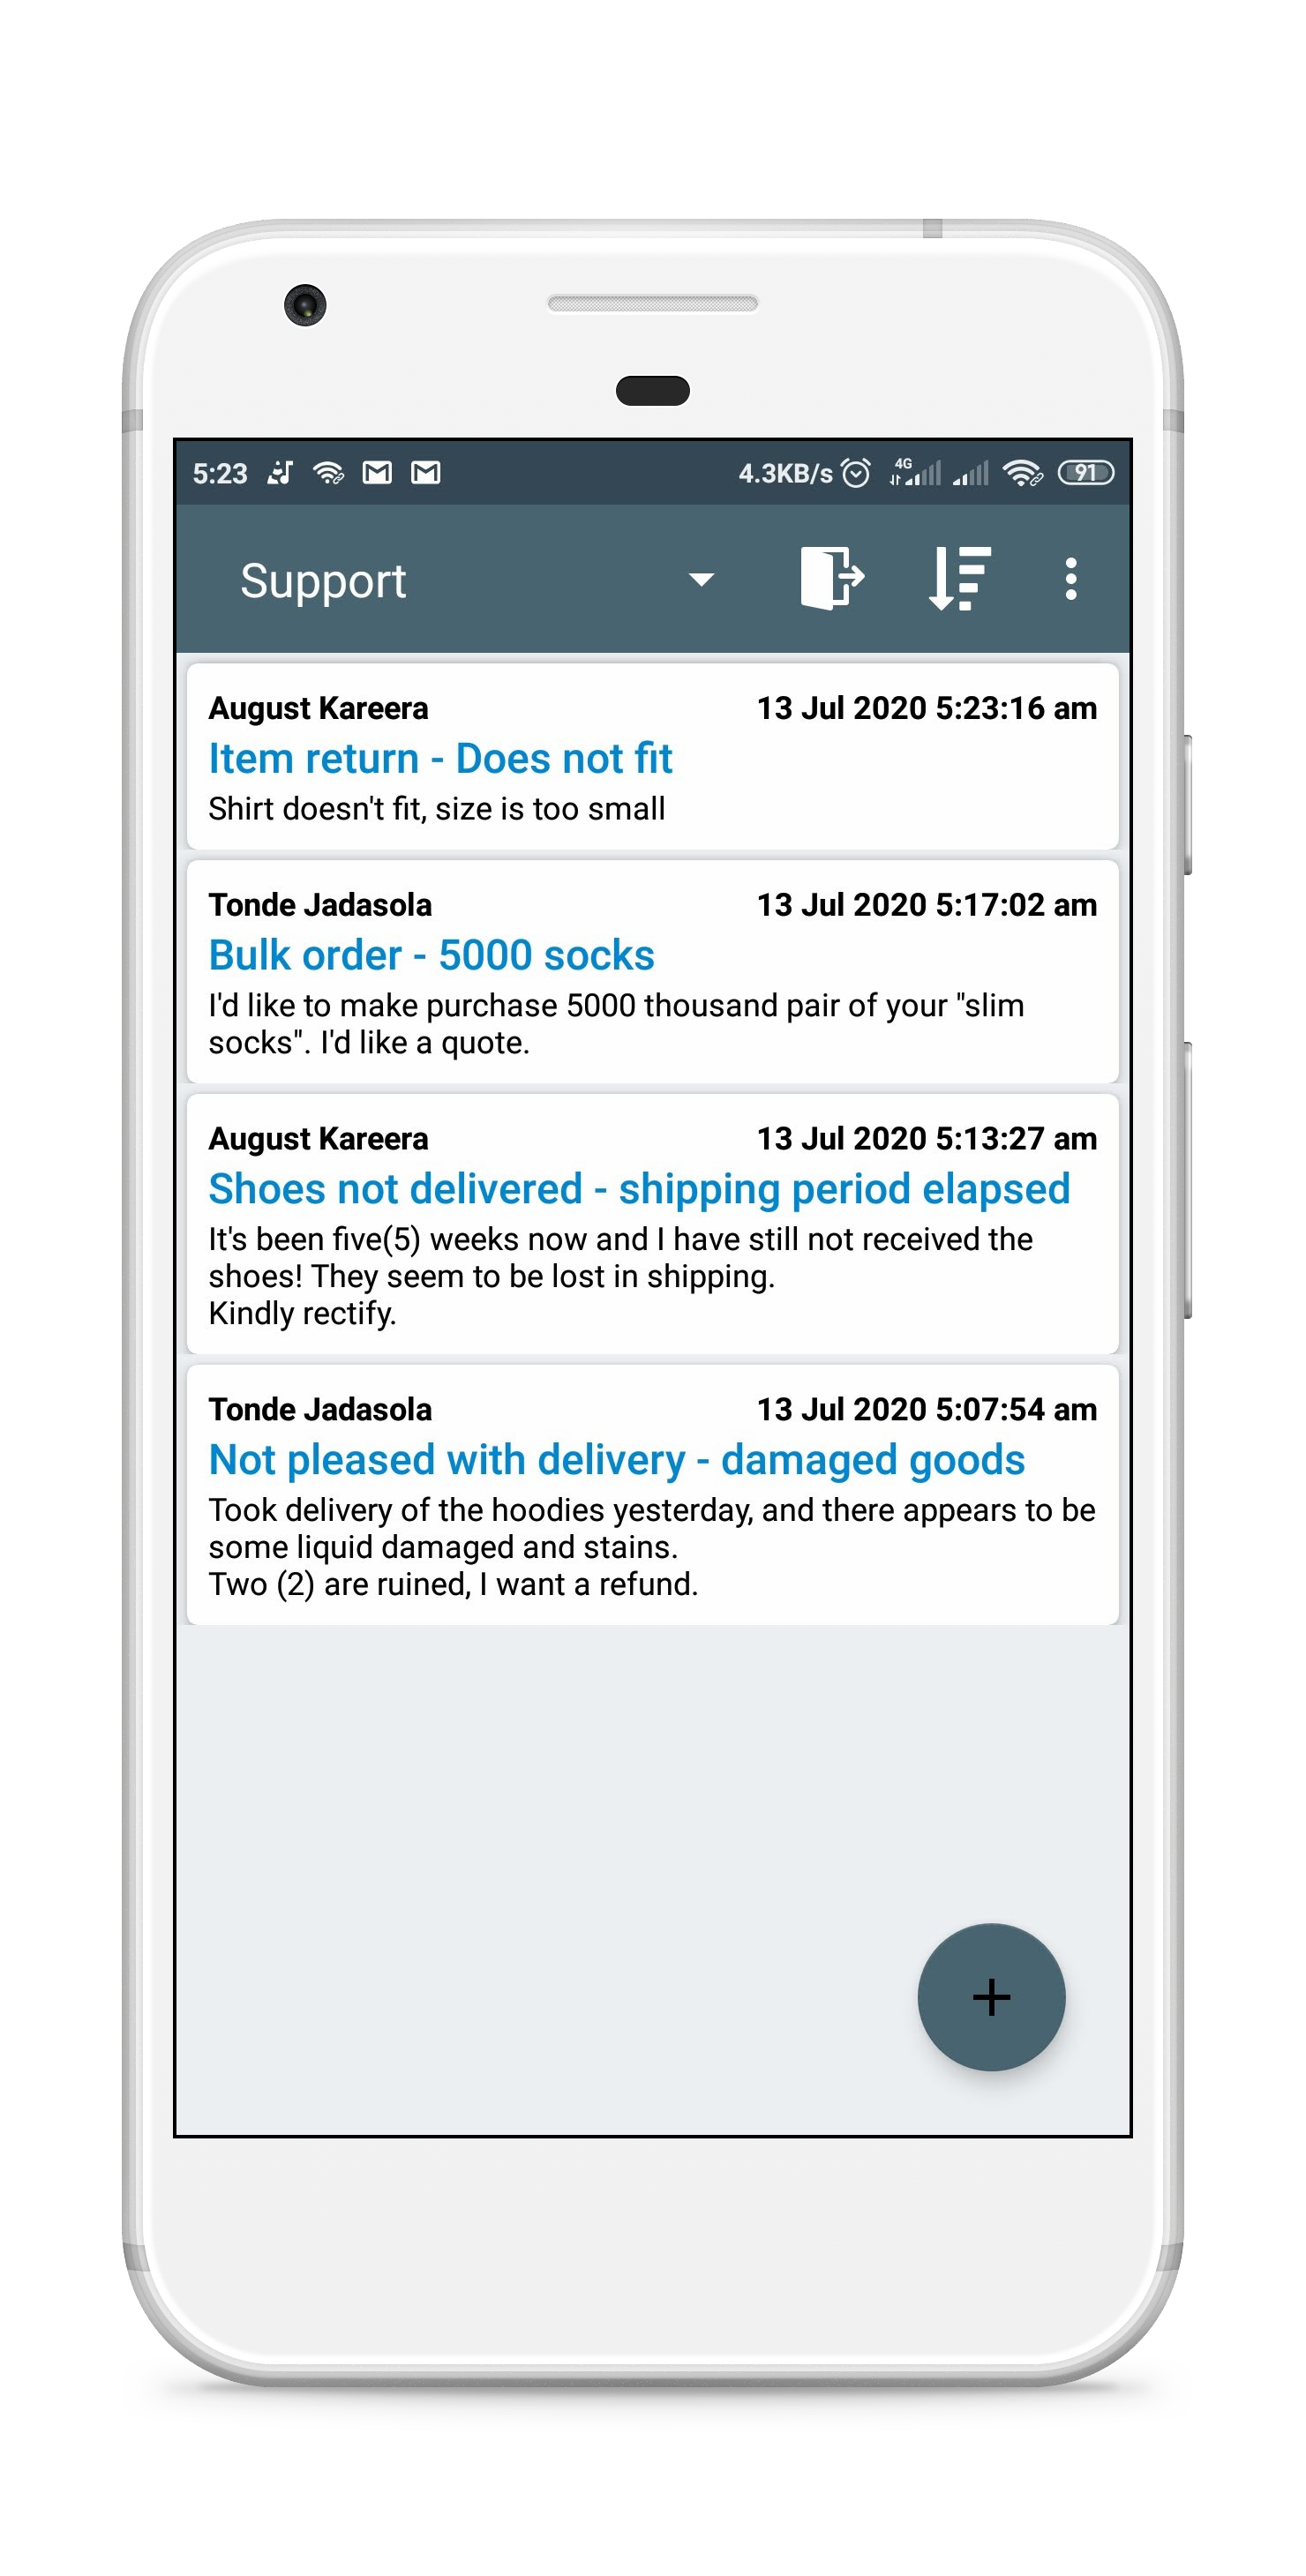 5:23 4.3KB/s 4G 91
Support
August Kareera 13 Jul 2020 5:23:16 am
Item return - Does not fit
Shirt doesn't fit, size is too small
Tonde Jadasola 13 Jul 2020 5:17:02 am
Bulk order - 5000 socks
I'd like to make purchase 5000 thousand pair of your "slim
socks". I'd like a quote.
August Kareera 13 Jul 2020 5:13:27 am
Shoes not delivered - shipping period elapsed
It's been five(5) weeks now and I have still not received the
shoes! They seem to be lost in shipping.
Kindly rectify.
Tonde Jadasola 13 Jul 2020 5:07:54 am
Not pleased with delivery - damaged goods
Took delivery of the hoodies yesterday, and there appears to be
some liquid damaged and stains.
Two (2) are ruined, I want a refund.